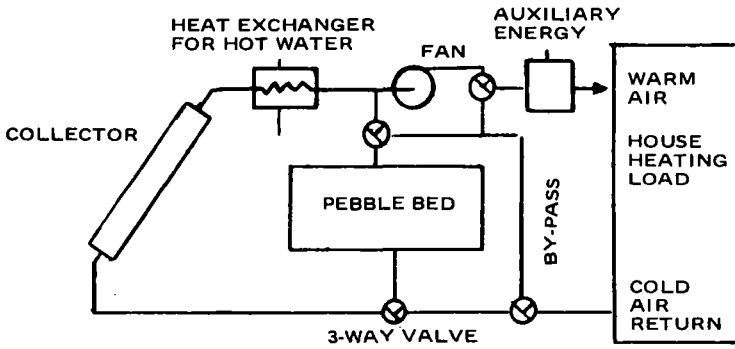 HEAT EXCHANGER
FOR HOT WATER
AUXILIARY
ENERGY
FAN
COLLECTOR
WARM
AIR
HOUSE
HEATING
LOAD
PEBBLE BED
BY-PASS
COLD
AIR
RETURN
3-WAY VALVE